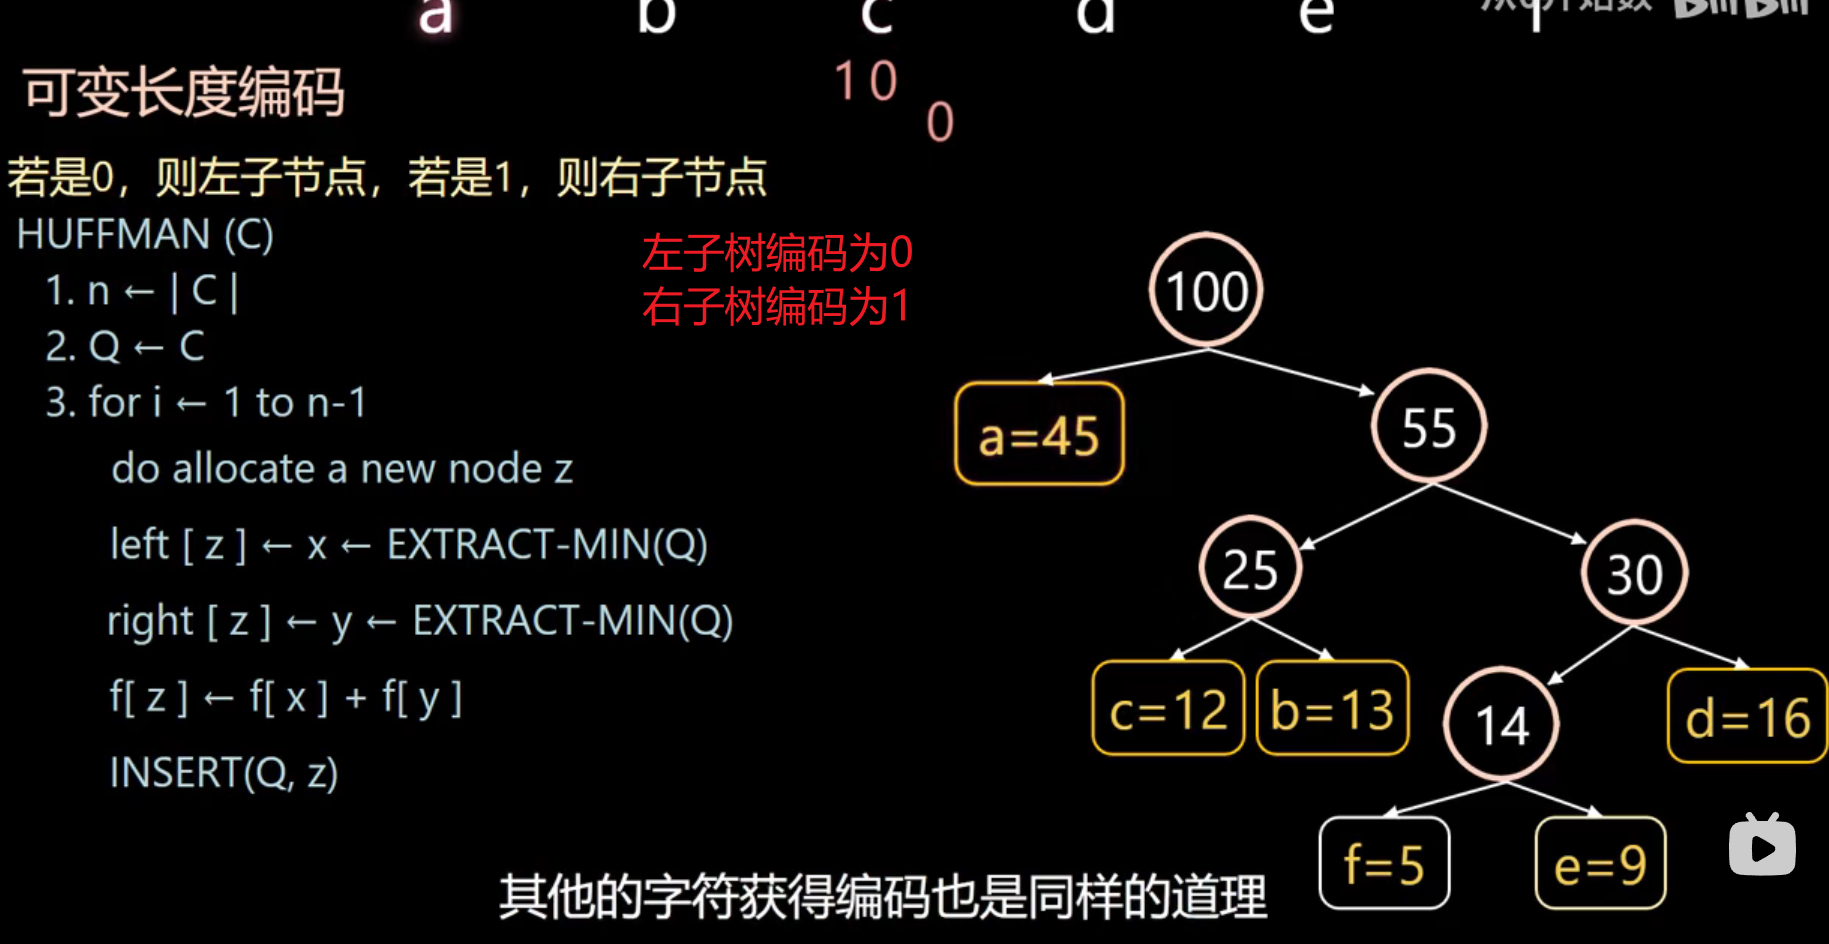 a b c d e
可变长度编码
1 0
0
若是0，则左子节点，若是1，则右子节点
HUFFMAN (C)
1. n ← | C |
2. Q ← C
3. for i ← 1 to n-1
do allocate a new node z
left [ z ] ← x ← EXTRACT-MIN(Q)
right [ z ] ← y ← EXTRACT-MIN(Q)
f[ z ] ← f[ x ] + f[ y ]
INSERT(Q, z)
左子树编码为0
右子树编码为1
100
a=45
55
25
30
c=12
b=13
14
d=16
f=5
e=9
其他的字符获得编码也是同样的道理